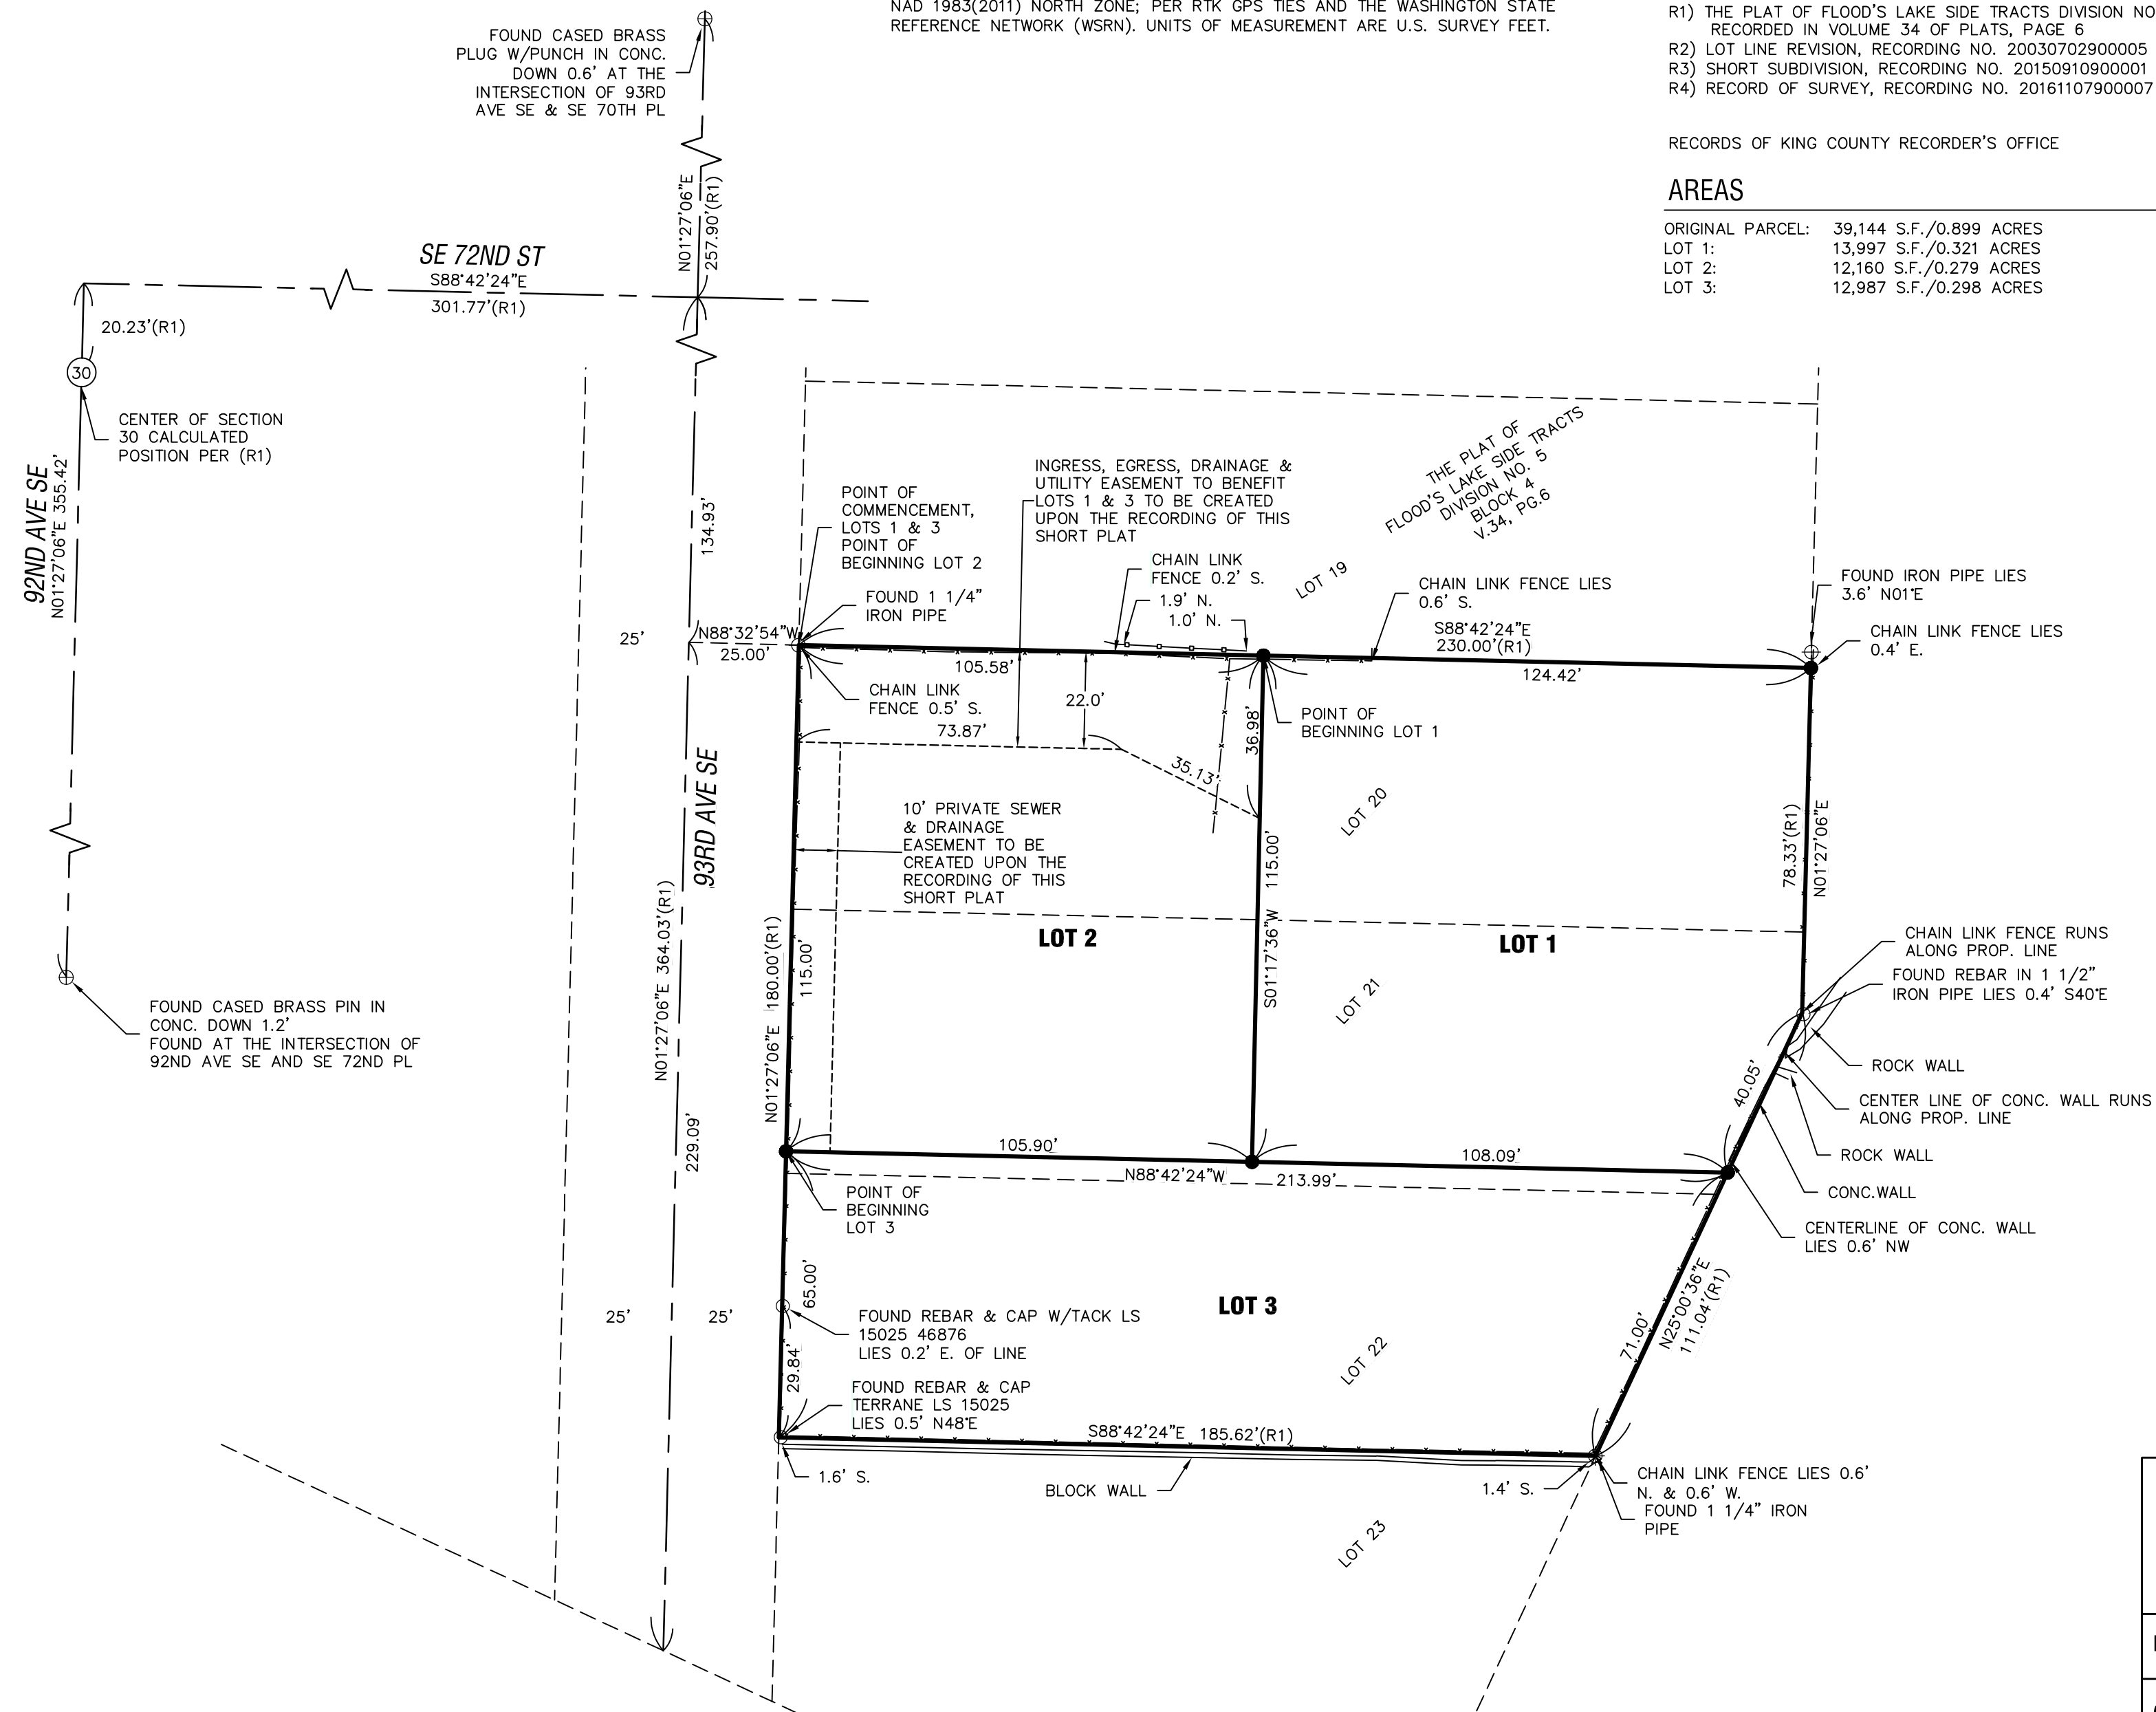 NAD 1983(2011) NORTH ZONE; PER RTK GPS TIES AND THE WASHINGTON STATE
REFERENCE NETWORK (WSRN). UNITS OF MEASUREMENT ARE U.S. SURVEY FEET.
R1) THE PLAT OF FLOOD'S LAKE SIDE TRACTS DIVISION NO
RECORDED IN VOLUME 34 OF PLATS, PAGE 6
R2) LOT LINE REVISION, RECORDING NO. 20030702900005
R3) SHORT SUBDIVISION, RECORDING NO. 20150910900001
R4) RECORD OF SURVEY, RECORDING NO. 20161107900007
RECORDS OF KING COUNTY RECORDER'S OFFICE
AREAS
ORIGINAL PARCEL: 39,144 S.F./0.899 ACRES
LOT 1: 13,997 S.F./0.321 ACRES
LOT 2: 12,160 S.F./0.279 ACRES
LOT 3: 12,987 S.F./0.298 ACRES
FOUND CASED BRASS
PLUG W/PUNCH IN CONC.
DOWN 0.6' AT THE
INTERSECTION OF 93RD
AVE SE & SE 70TH PL
N01°27'06"E
257.90'(R1)
SE 72ND ST
S88°42'24"E
301.77'(R1)
20.23'(R1)
30
CENTER OF SECTION
30 CALCULATED
POSITION PER (R1)
92ND AVE SE
N01°27'06"E 355.42'
FOUND CASED BRASS PIN IN
CONC. DOWN 1.2'
FOUND AT THE INTERSECTION OF
92ND AVE SE AND SE 72ND PL
134.93'
25'
N88°32'54"W
25.00'
93RD AVE SE
N01°27'06"E 364.03'(R1)
229.09'
25'
25'
POINT OF
COMMENCEMENT,
LOTS 1 & 3
POINT OF
BEGINNING LOT 2
FOUND 1 1/4"
IRON PIPE
INGRESS, EGRESS, DRAINAGE &
UTILITY EASEMENT TO BENEFIT
LOTS 1 & 3 TO BE CREATED
UPON THE RECORDING OF THIS
SHORT PLAT
CHAIN LINK
FENCE 0.2' S.
1.9' N.
1.0' N.
THE PLAT OF
FLOOD'S LAKE SIDE TRACTS
DIVISION NO. 5
BLOCK 4
V.34, PG.6
LOT 19
CHAIN LINK FENCE LIES
0.6' S.
S88°42'24"E
230.00'(R1)
FOUND IRON PIPE LIES
3.6' N01°E
CHAIN LINK FENCE LIES
0.4' E.
105.58'
124.42'
CHAIN LINK
FENCE 0.5' S.
22.0'
73.87'
36.98'
35.13'
POINT OF
BEGINNING LOT 1
10' PRIVATE SEWER
& DRAINAGE
EASEMENT TO BE
CREATED UPON THE
RECORDING OF THIS
SHORT PLAT
LOT 20
78.33'(R1)
N01°27'06"E
LOT 2
LOT 1
S01°17'36"W 115.00'
N01°27'06"E 180.00'(R1)
115.00'
LOT 21
CHAIN LINK FENCE RUNS
ALONG PROP. LINE
FOUND REBAR IN 1 1/2"
IRON PIPE LIES 0.4' S40°E
ROCK WALL
CENTER LINE OF CONC. WALL RUNS
ALONG PROP. LINE
ROCK WALL
CONC.WALL
CENTERLINE OF CONC. WALL
LIES 0.6' NW
40.05'
105.90'
108.09'
N88°42'24"W 213.99'
POINT OF
BEGINNING
LOT 3
65.00'
LOT 3
FOUND REBAR & CAP W/TACK LS
15025 46876
LIES 0.2' E. OF LINE
29.84'
FOUND REBAR & CAP
TERRANE LS 15025
LIES 0.5' N48°E
LOT 22
71.00'
N25°00'36"E
111.04'(R1)
S88°42'24"E 185.62'(R1)
1.6' S.
BLOCK WALL
1.4' S.
CHAIN LINK FENCE LIES 0.6'
N. & 0.6' W.
FOUND 1 1/4" IRON
PIPE
LOT 23